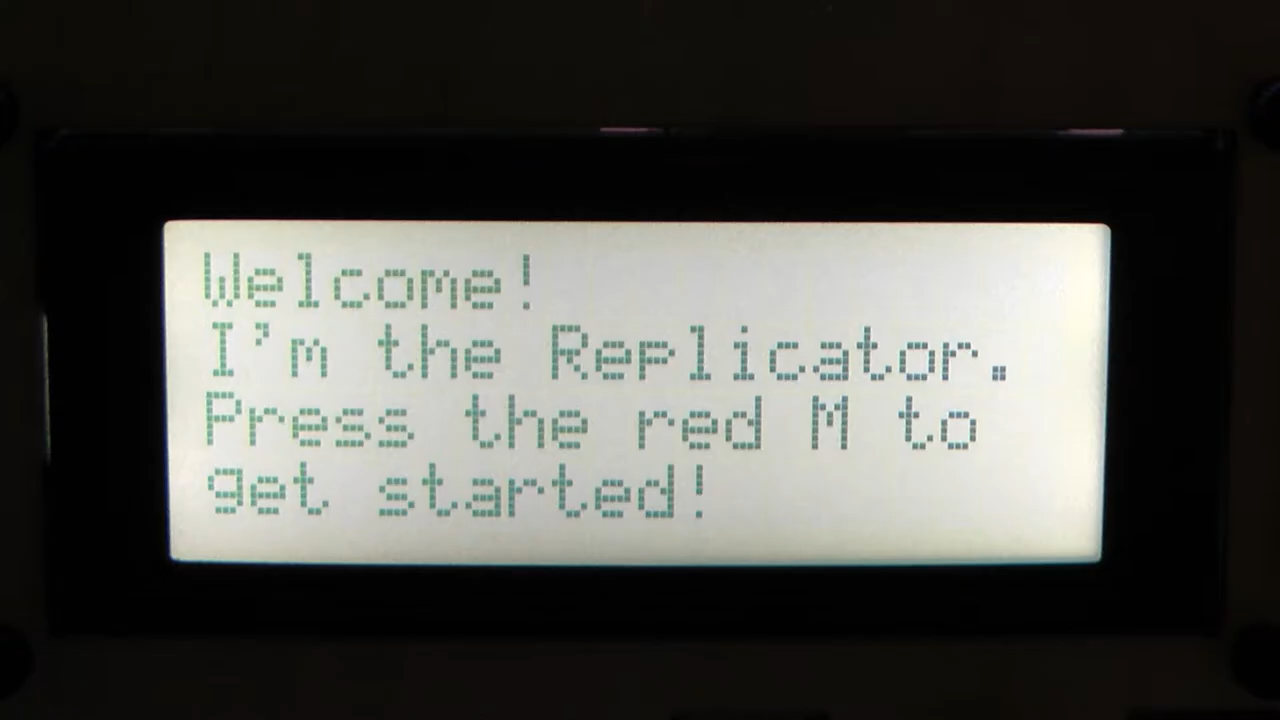 Welcome!
I'm the Replicator.
Press the red M to
get started!